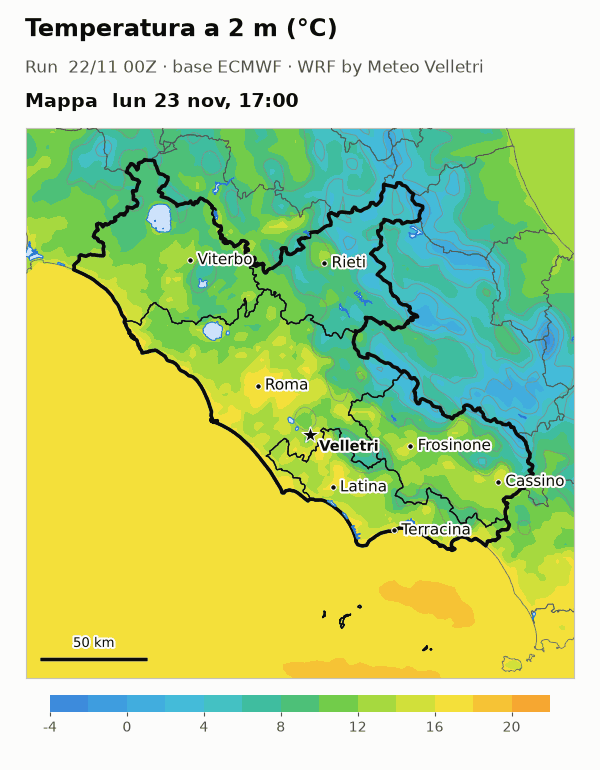 Temperatura a 2 m (°C)
Run  22/11 00Z · base ECMWF · WRF by Meteo Velletri
Mappa  lun 23 nov, 17:00
Viterbo
Rieti
Roma
Velletri
Frosinone
Latina
Cassino
Terracina
50 km
-4 0 4 8 12 16 20